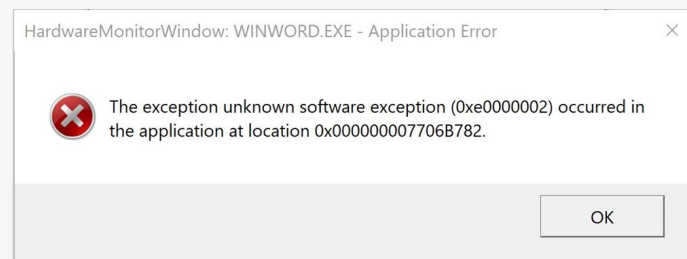 HardwareMonitorWindow: WINWORD.EXE - Application Error
The exception unknown software exception (0xe0000002) occurred in
the application at location 0x000000007706B782.
OK